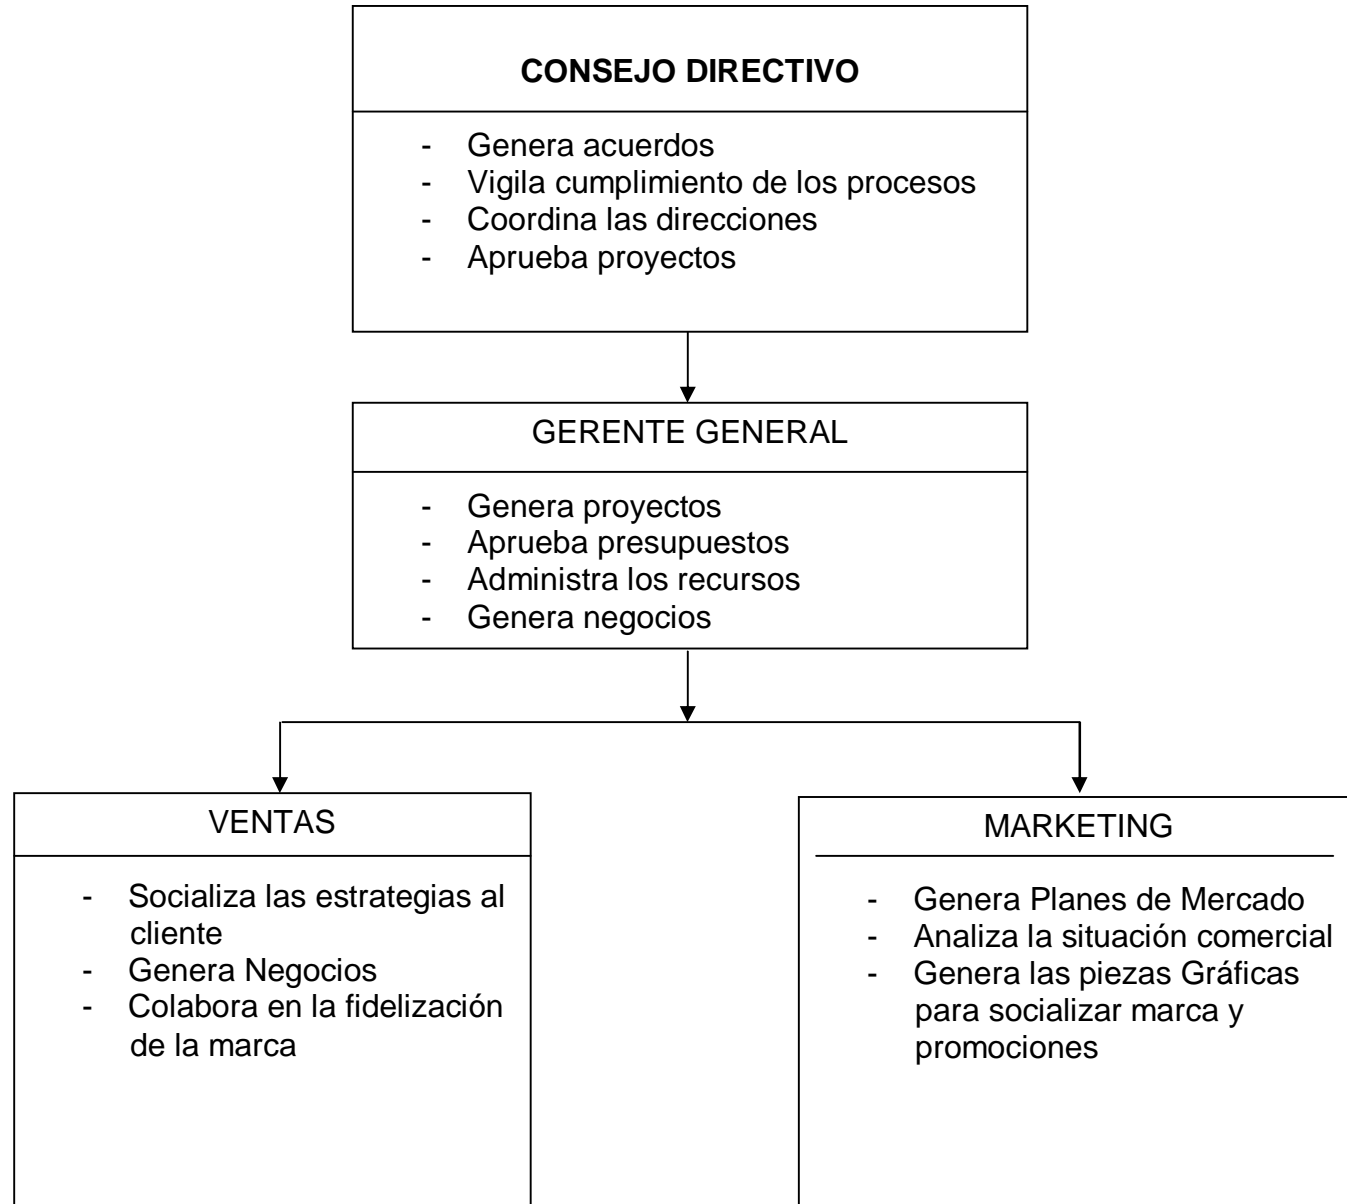 CONSEJO DIRECTIVO
- Genera acuerdos
- Vigila cumplimiento de los procesos
- Coordina las direcciones
- Aprueba proyectos
GERENTE GENERAL
- Genera proyectos
- Aprueba presupuestos
- Administra los recursos
- Genera negocios
VENTAS
- Socializa las estrategias al
cliente
- Genera Negocios
- Colabora en la fidelización
de la marca
MARKETING
- Genera Planes de Mercado
- Analiza la situación comercial
- Genera las piezas Gráficas
para socializar marca y
promociones